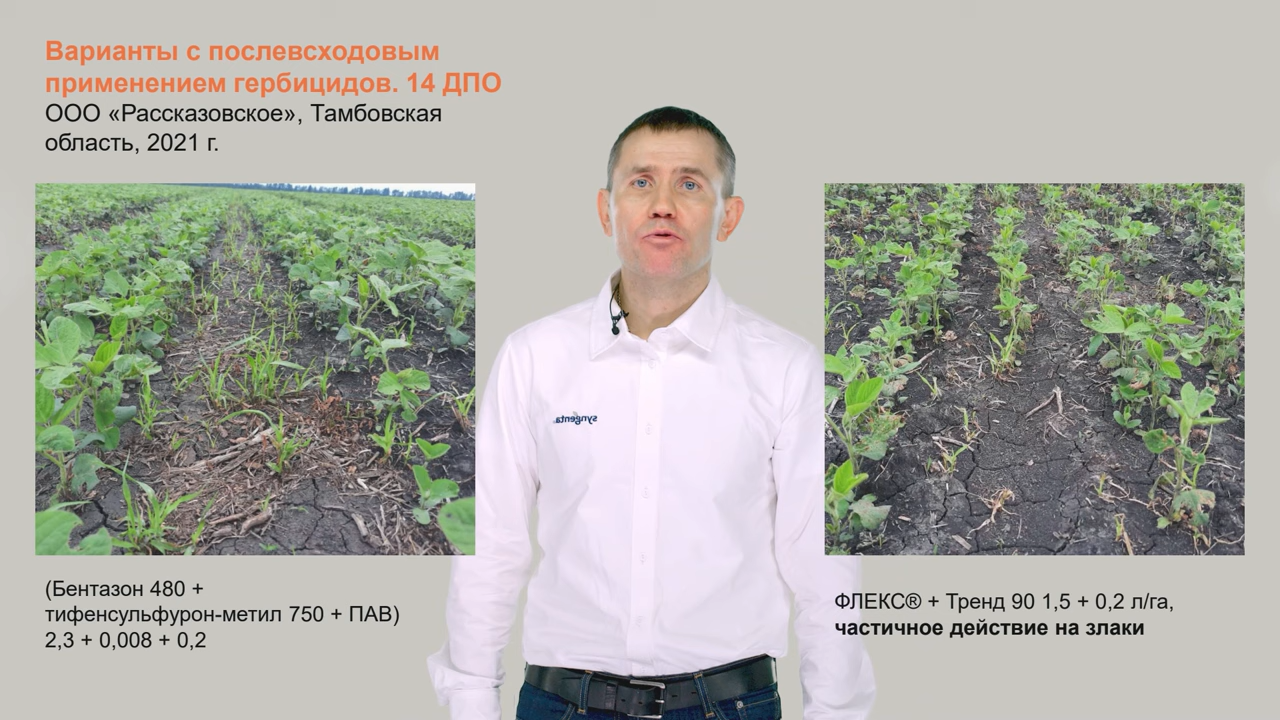 Варианты с послевсходовым
применением гербицидов. 14 ДПО
ООО «Рассказовское», Тамбовская
область, 2021 г.
syngenta
(Бентазон 480 +
тифенсульфурон-метил 750 + ПАВ)
2,3 + 0,008 + 0,2
ФЛЕКС® + Тренд 90 1,5 + 0,2 л/га,
частичное действие на злаки